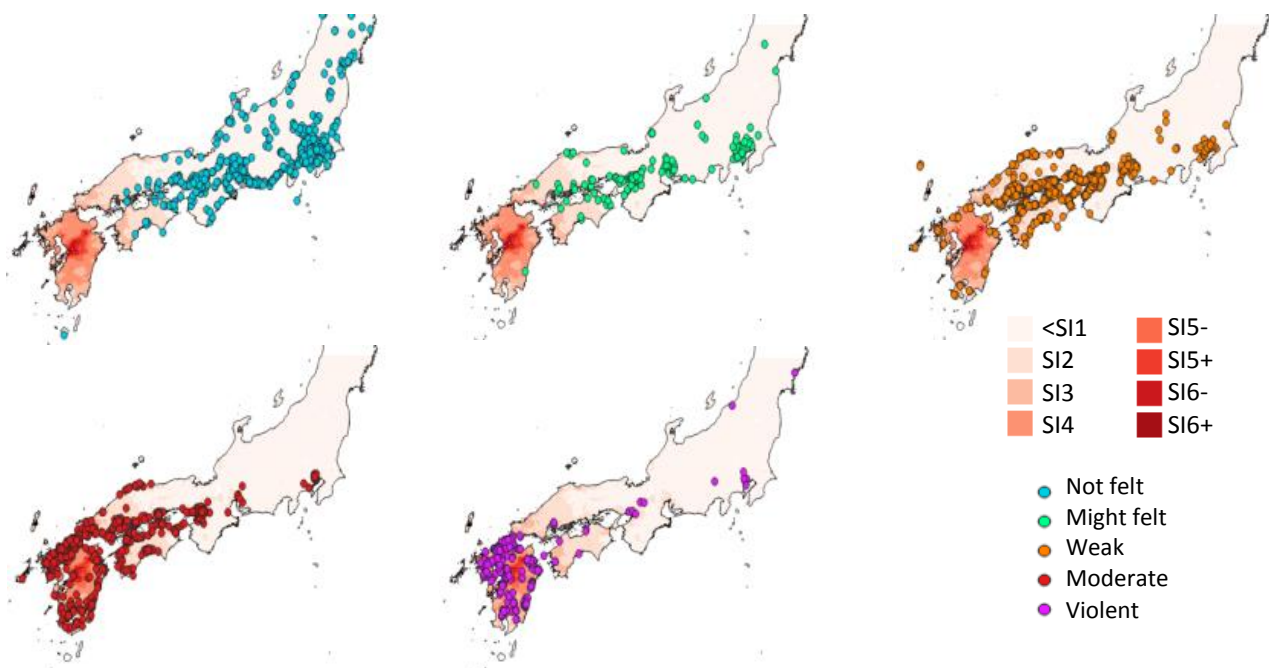 <SI1 SI5-
SI2 SI5+
SI3 SI6-
SI4 SI6+
Not felt
Might felt
Weak
Moderate
Violent